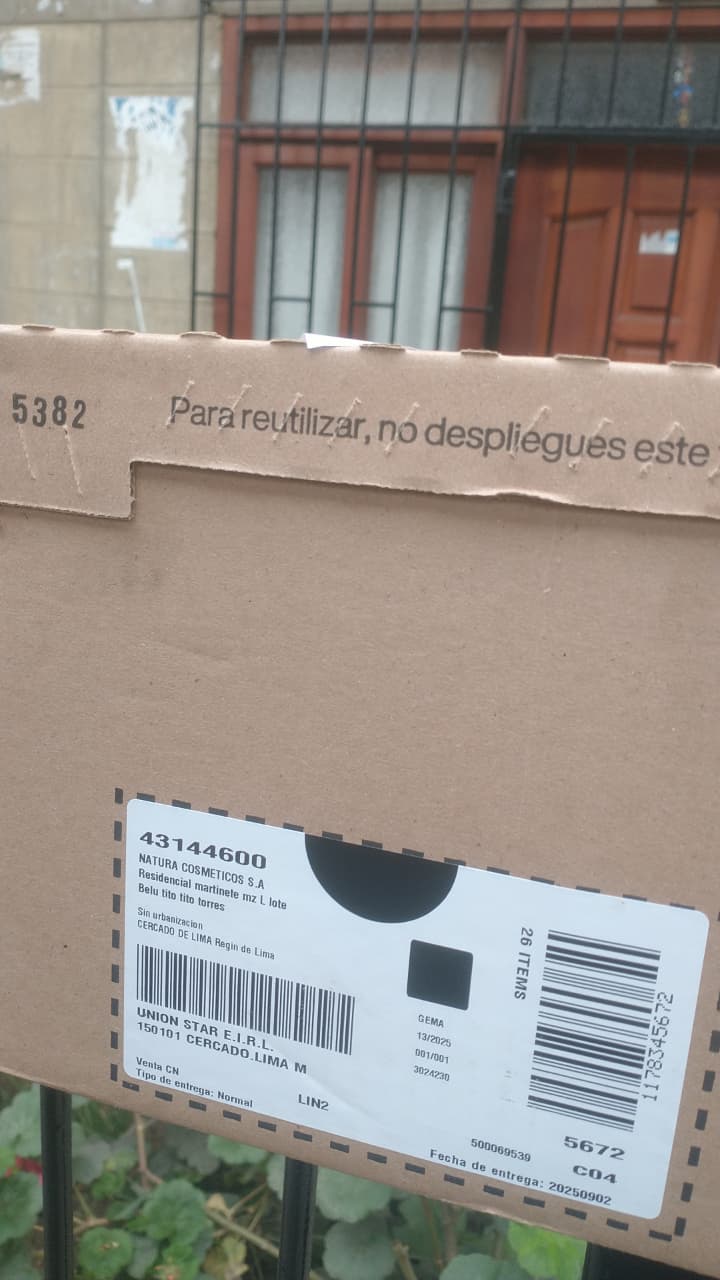 5382
Para reutilizar, no despliegues este
43144600
NATURA COSMETICOS S.A
Residencial martinete mz L lote
Belu tito tito torres
Sin urbanizacion
CERCADO DE LIMA Regin de Lima
UNION STAR E.I.R.L.
150101 CERCADO.LIMA M
Venta CN
Tipo de entrega: Normal
LIN2
GEMA
13/2025
001/001
3024230
26 ITEMS
1178345672
5672
C04
500069539
Fecha de entrega: 20250902